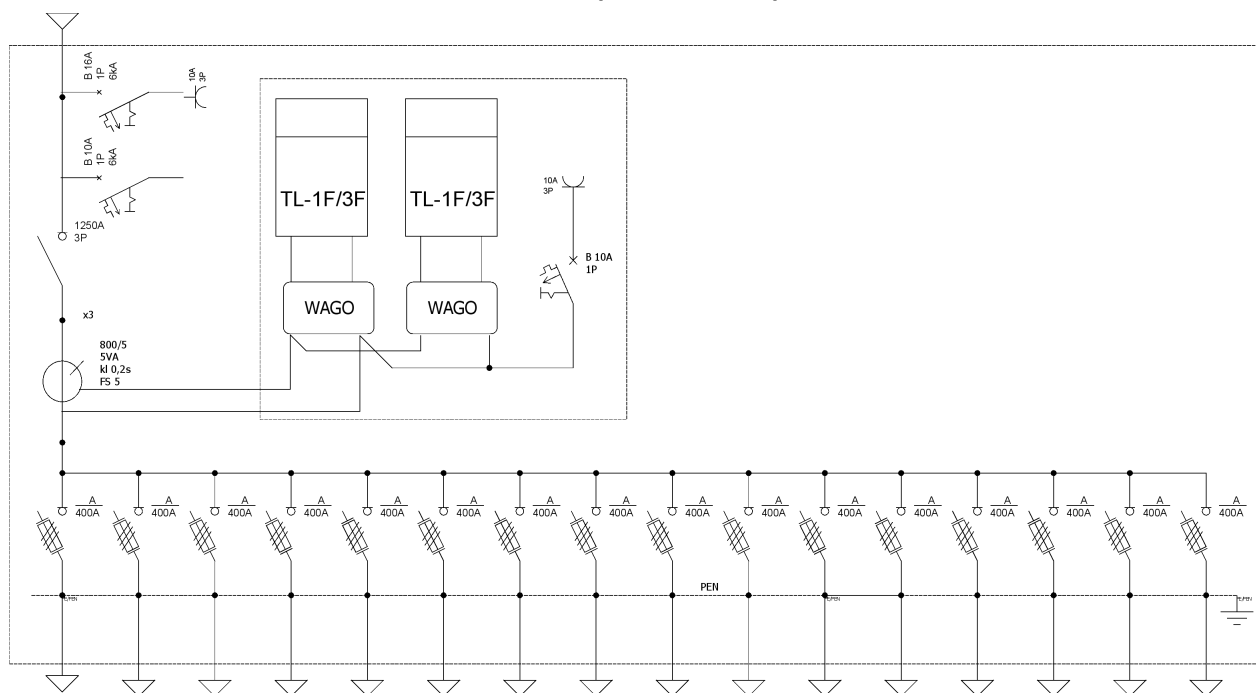 B 16A
1P
6kA
10A
3P
B 10A
1P
6kA
1250A
3P
TL-1F/3F
TL-1F/3F
10A
3P
B 10A
1P
WAGO
WAGO
x3
800/5
5VA
kl 0,2s
FS 5
A
400A
A
400A
A
400A
A
400A
A
400A
A
400A
A
400A
A
400A
A
400A
A
400A
A
400A
A
400A
A
400A
A
400A
A
400A
A
400A
PEN